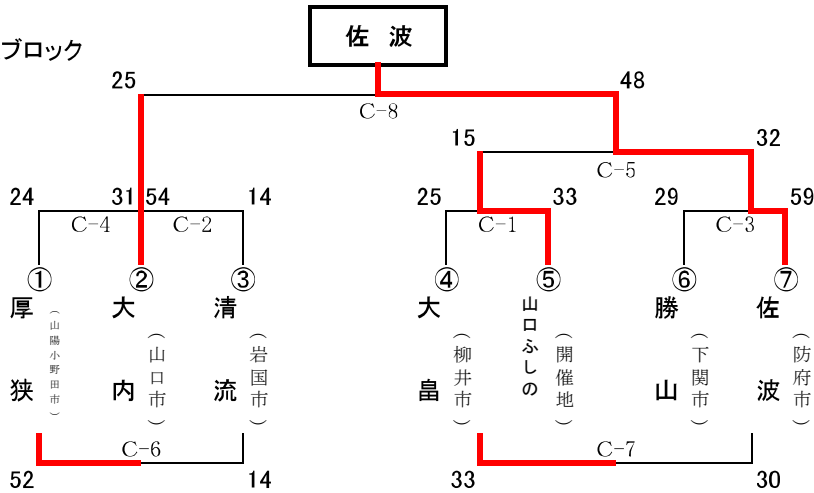 佐波
ブロック
25
48
C-8
15
32
C-5
24
31
54
14
25
33
29
59
C-4
C-2
C-1
C-3
①
②
③
④
⑤
⑥
⑦
厚狭
(山陽小野田市)
大内
(山口市)
清流
(岩国市)
大畠
(柳井市)
山口ふしの
(開催地)
勝山
(下関市)
佐波
(防府市)
C-6
C-7
52
14
33
30